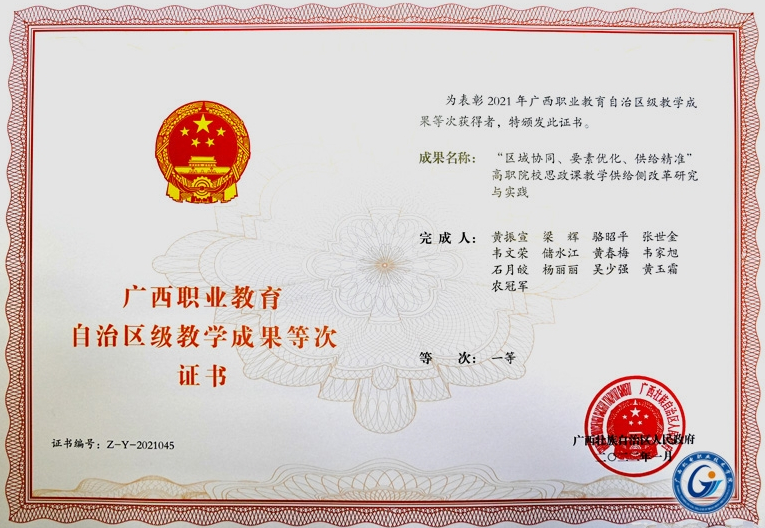 为表彰2021年广西职业教育自治区级教学成
果等次获得者，特颁发此证书。
成果名称： “区域协同、要素优化、供给精准”
高职院校思政课教学供给侧改革研究
与实践
完成人： 黄振宣 梁辉 骆昭平 张世金
韦文荣 储水江 黄春梅 韦家旭
石月皎 杨丽丽 吴少强 黄玉霜
农冠军
等次： 一等
广西职业教育
自治区级教学成果等次
证书
证书编号：Z-Y-2021045
广西壮族自治区人民政府
二〇二二年一月